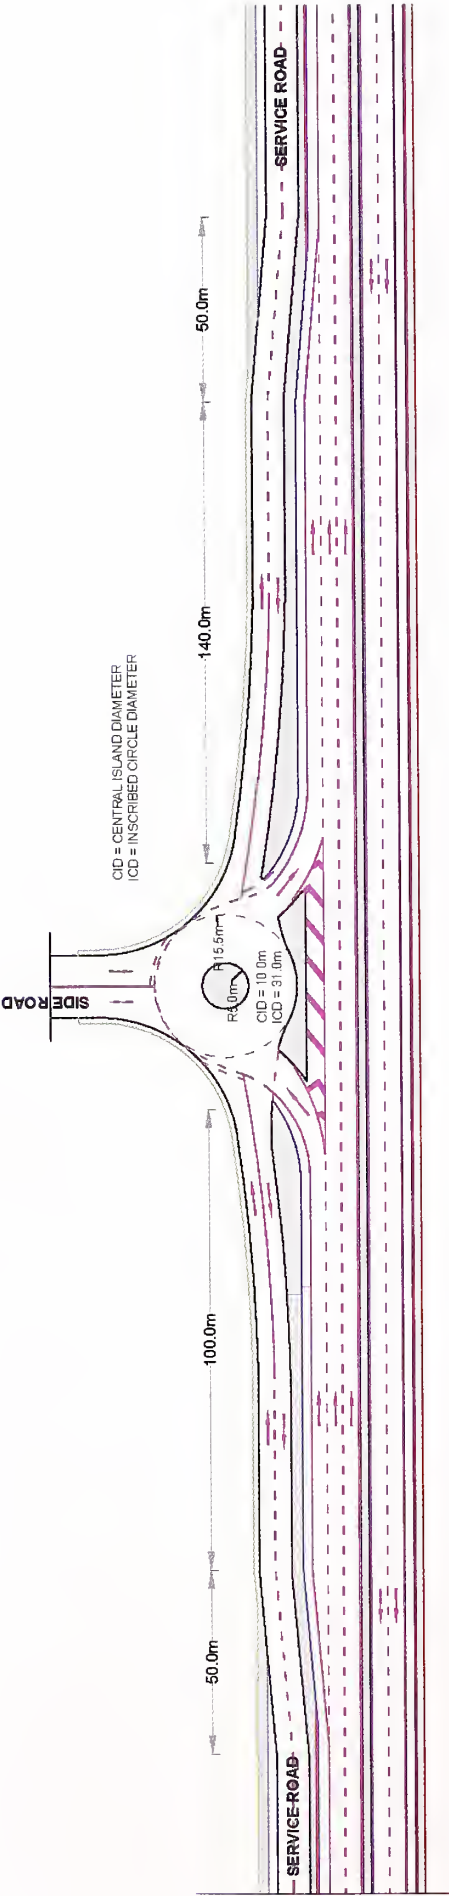 SERVICE ROAD
50.0m
140.0m
CID = CENTRAL ISLAND DIAMETER
ICD = INSCRIBED CIRCLE DIAMETER
SIDE ROAD
R15.5m
R5.0m
CID = 10.0m
ICD = 31.0m
100.0m
50.0m
SERVICE ROAD